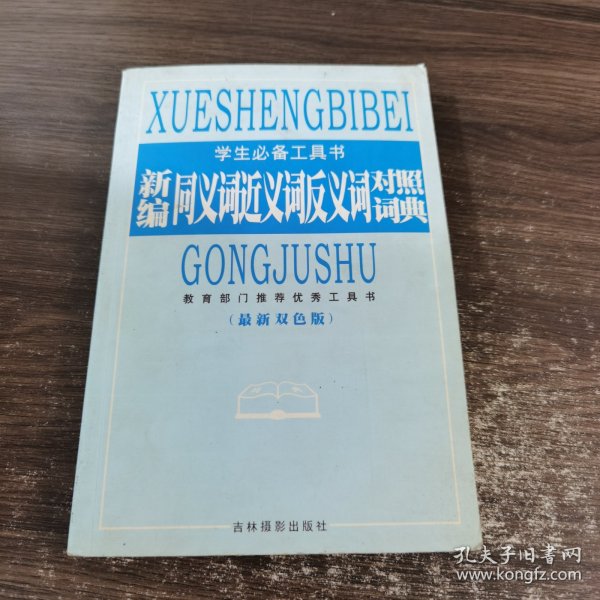 XUESHENGBIBEI
学生必备工具书
新编 同义词近义词反义词 对照词典
GONGJUSHU
教育部门推荐优秀工具书
（最新双色版）
吉林摄影出版社
孔夫子旧书网
www.kongfz.com